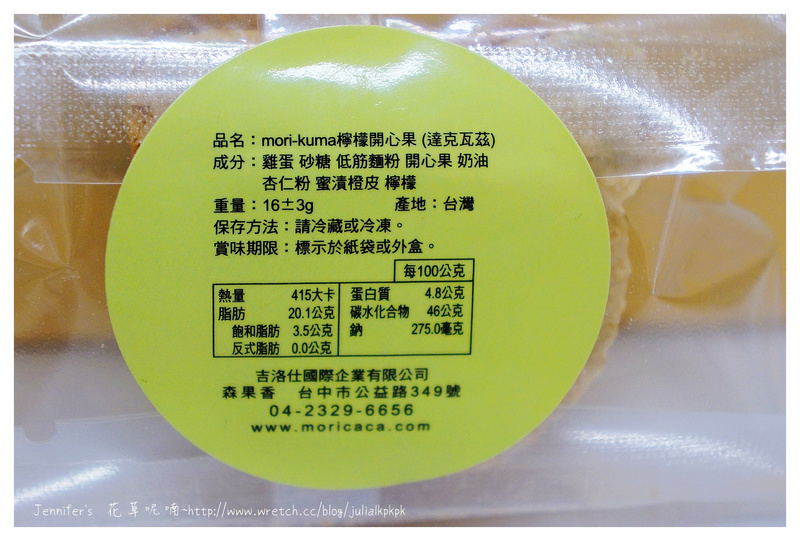 品名：mori-kuma檸檬開心果 (達克瓦茲)
成分：雞蛋 砂糖 低筋麵粉 開心果 奶油
杏仁粉 蜜漬橙皮 檸檬
重量：16±3g 產地：台灣
保存方法：請冷藏或冷凍。
賞味期限：標示於紙袋或外盒。
每100公克
熱量 415大卡 蛋白質 4.8公克
脂肪 20.1公克 碳水化合物 46公克
飽和脂肪 3.5公克 鈉 275.0毫克
反式脂肪 0.0公克
吉洛仕國際企業有限公司
森果香 台中市公益路349號
04-2329-6656
www.moricaca.com
Jennifer's 花草呢喃~http://www.wretch.cc/blog/julialkpkpk